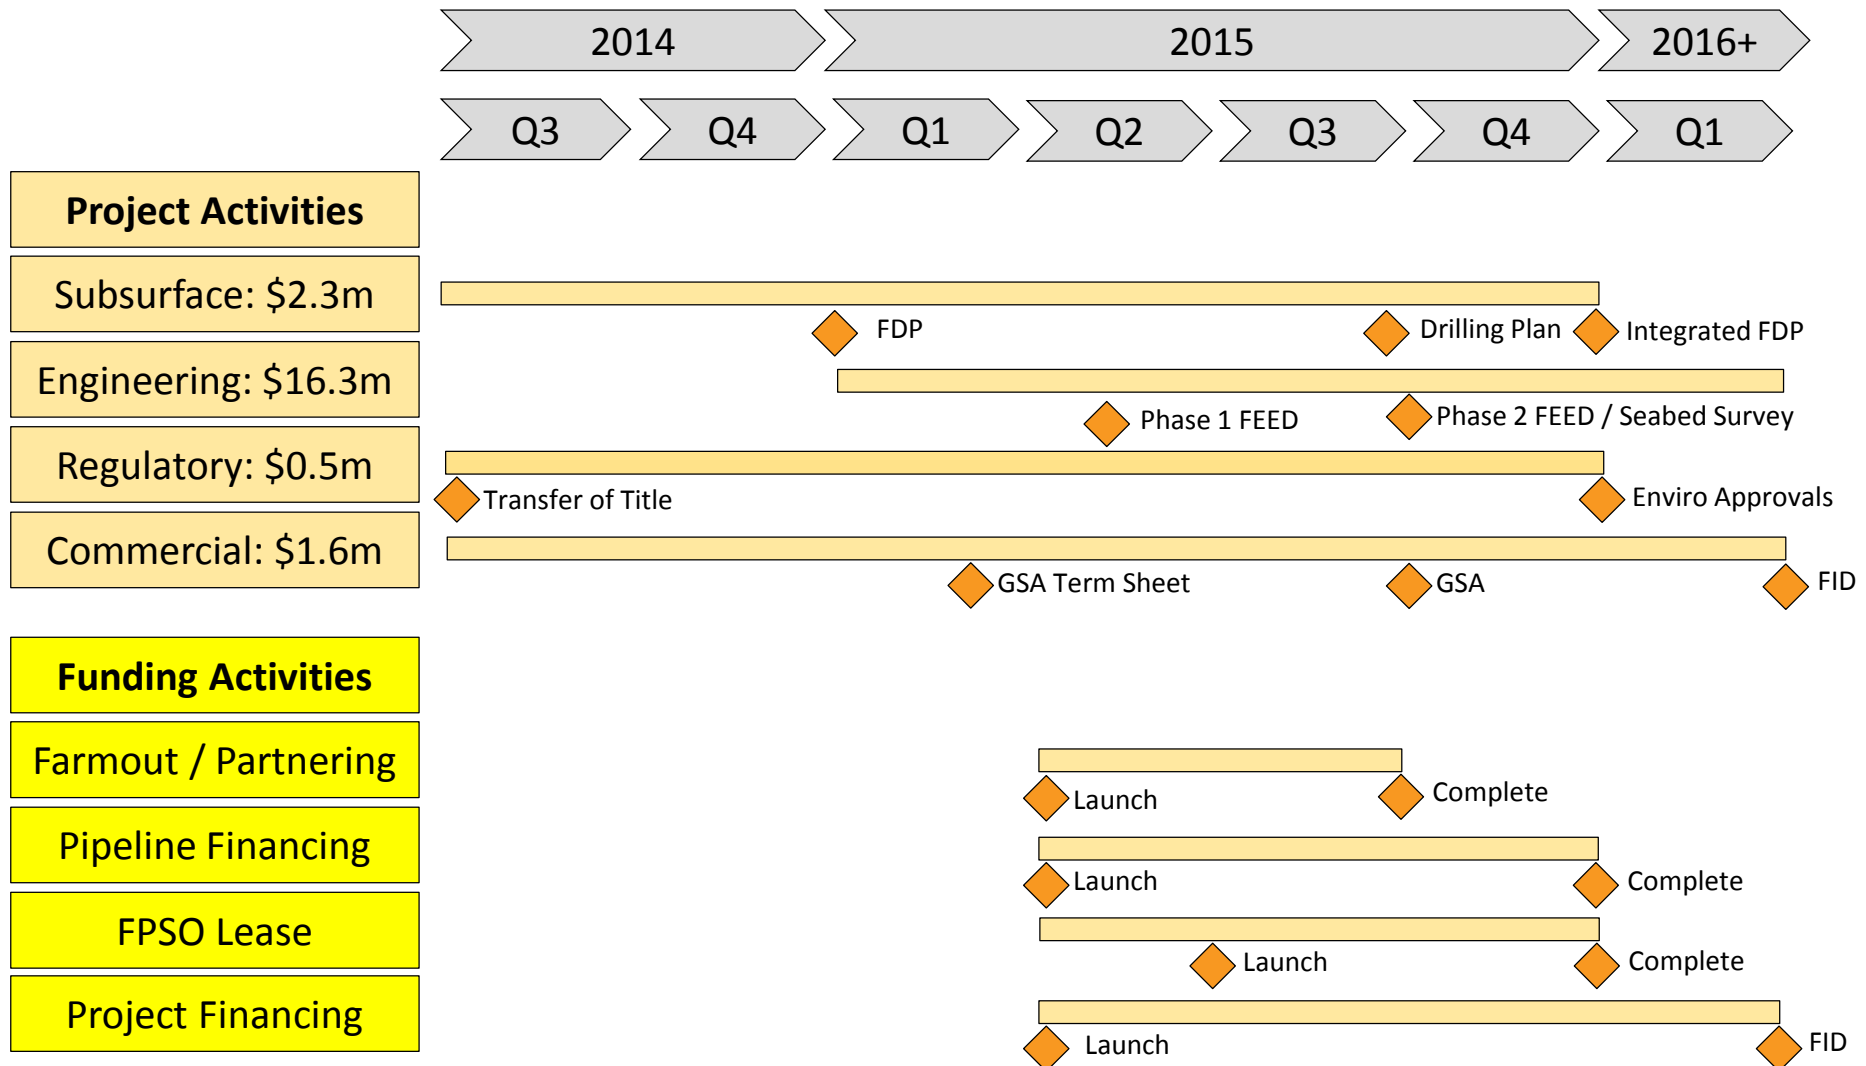 2014
2015
2016+
Q3
Q4
Q1
Q2
Q3
Q4
Q1
Project Activities
Subsurface: $2.3m
FDP
Drilling Plan
Integrated FDP
Engineering: $16.3m
Phase 1 FEED
Phase 2 FEED / Seabed Survey
Regulatory: $0.5m
Transfer of Title
Enviro Approvals
Commercial: $1.6m
GSA Term Sheet
GSA
FID
Funding Activities
Farmout / Partnering
Launch
Complete
Pipeline Financing
Launch
Complete
FPSO Lease
Launch
Complete
Project Financing
Launch
FID